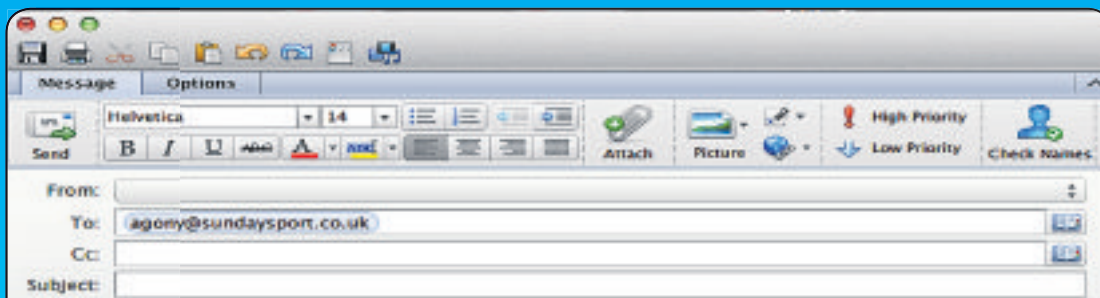 Message Options
Helvetica 14
Send B I U ABC A Attach Picture High Priority Low Priority Check Names
From:
To: agony@sundaysport.co.uk
Cc:
Subject: